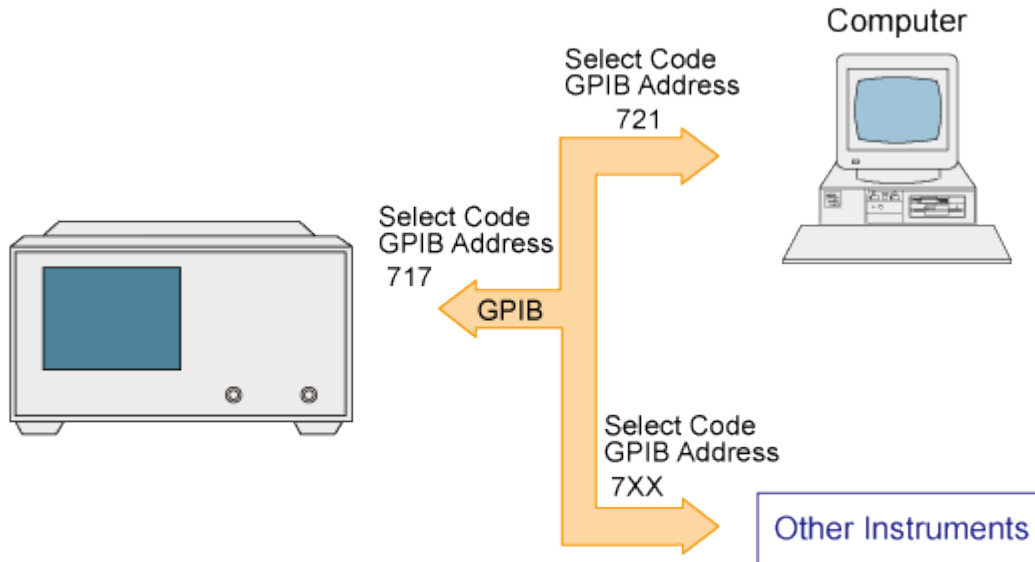 Computer
Select Code
GPIB Address
721
Select Code
GPIB Address
717
GPIB
Select Code
GPIB Address
7XX
Other Instruments